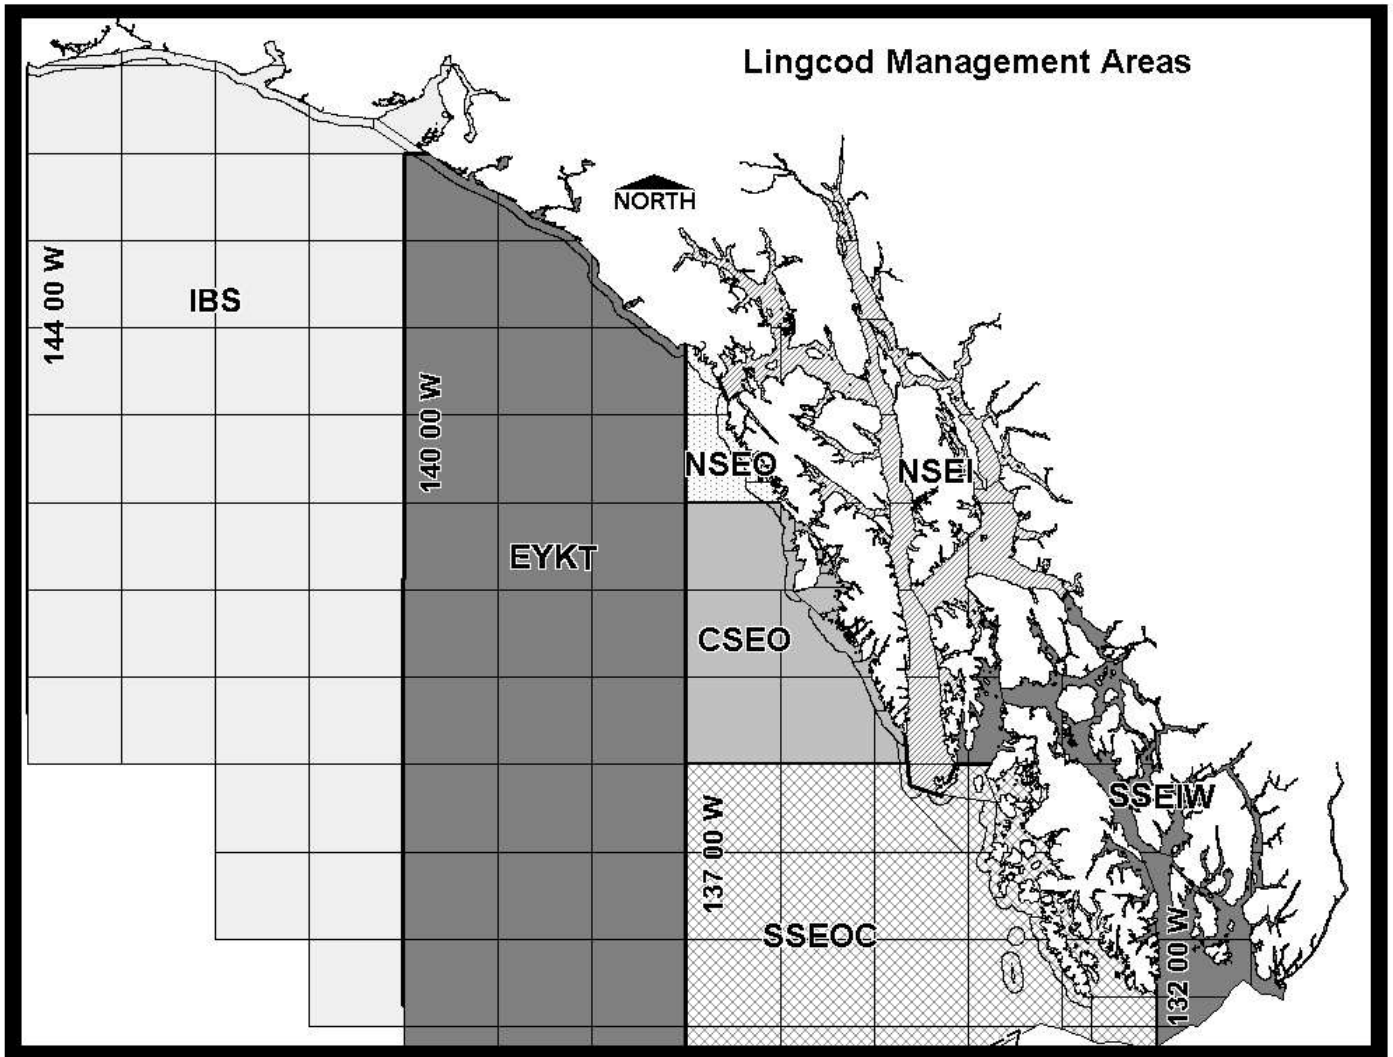 Lingcod Management Areas
NORTH
144 00 W
IBS
140 00 W
NSEO
NSEI
EYKT
CSEO
SSEIW
137 00 W
SSEOC
132 00 W